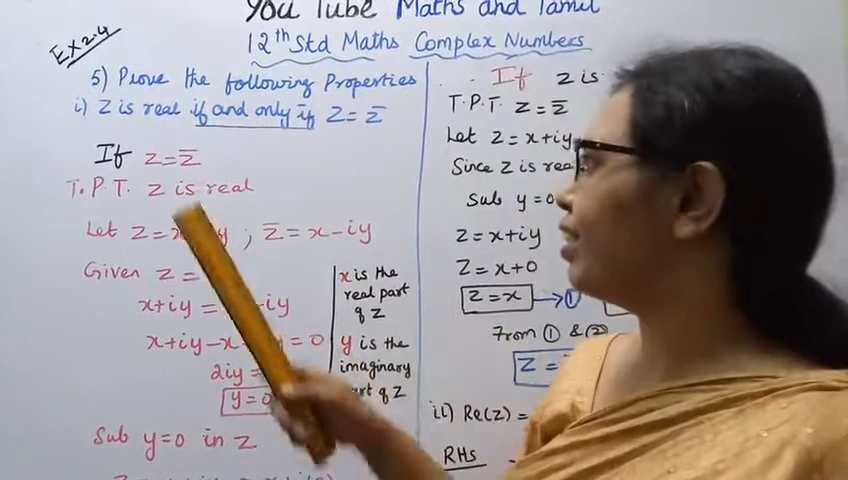 You Tube Maths and Tamil
12th Std Maths Complex Numbers
Ex 2.4
5) Prove the following Properties
i) Z is real if and only if Z = z̅
If z = z̅
T.P.T. z is real
Let z = x y ; z̅ = x - iy
Given z =
x+iy = -iy
x+iy - x y = 0
2iy =
y = 0
Sub y=0 in z
x is the
real part
of z
y is the
imaginary
part of z
If z is
T.P.T. z = z̅
Let z = x+iy
Since z is real
Sub y = 0
z = x+iy
z = x+0
z = x → ①
From ① & ②
z =
ii) Re(z) =
RHS